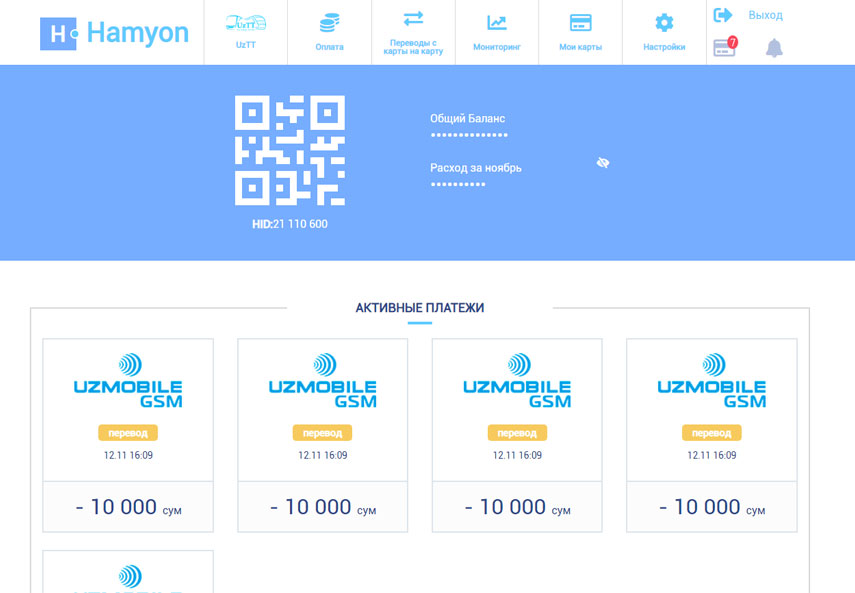 H
Hamyon
UzTT
UzTT
Оплата
Переводы с
карты на карту
Мониторинг
Мои карты
Настройки
Выход
7
Общий Баланс
••••••••••••••
Расход за ноябрь
••••••••••
HID:21 110 600
АКТИВНЫЕ ПЛАТЕЖИ
UZMOBILE
GSM
перевод
12.11 16:09
- 10 000 сум
UZMOBILE
GSM
перевод
12.11 16:09
- 10 000 сум
UZMOBILE
GSM
перевод
12.11 16:09
- 10 000 сум
UZMOBILE
GSM
перевод
12.11 16:09
- 10 000 сум
UZMOBILE